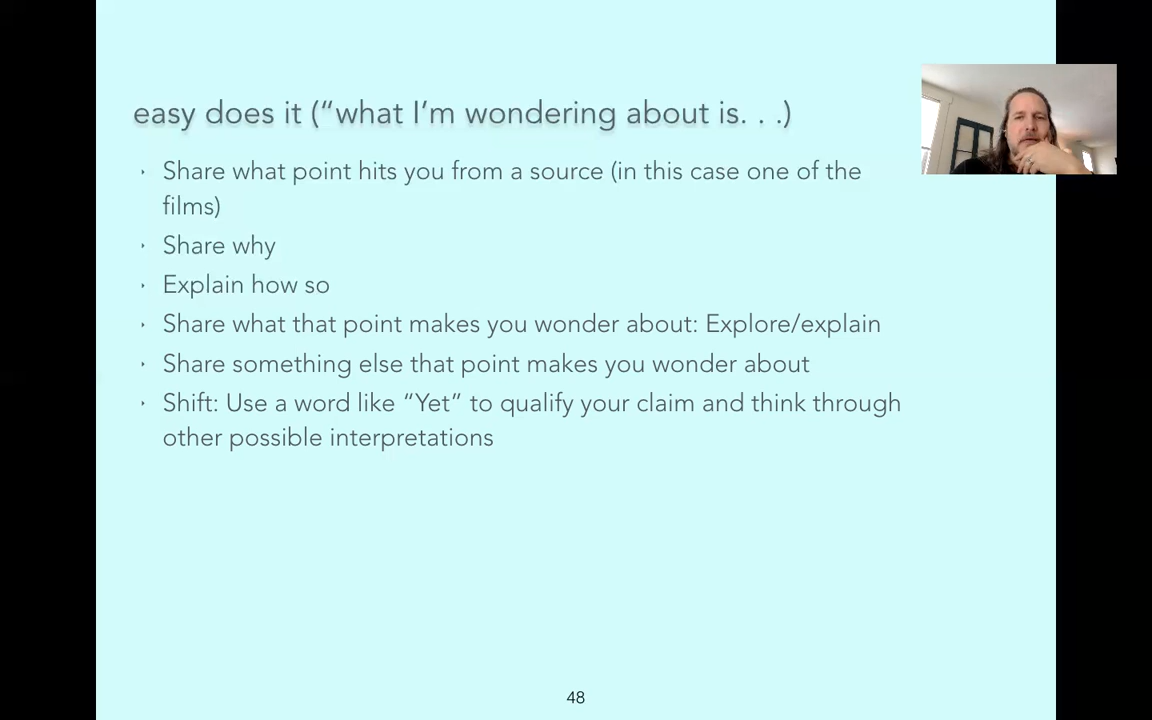 easy does it (“what I’m wondering about is. . .)
Share what point hits you from a source (in this case one of the
films)
Share why
Explain how so
Share what that point makes you wonder about: Explore/explain
Share something else that point makes you wonder about
Shift: Use a word like “Yet” to qualify your claim and think through
other possible interpretations
48